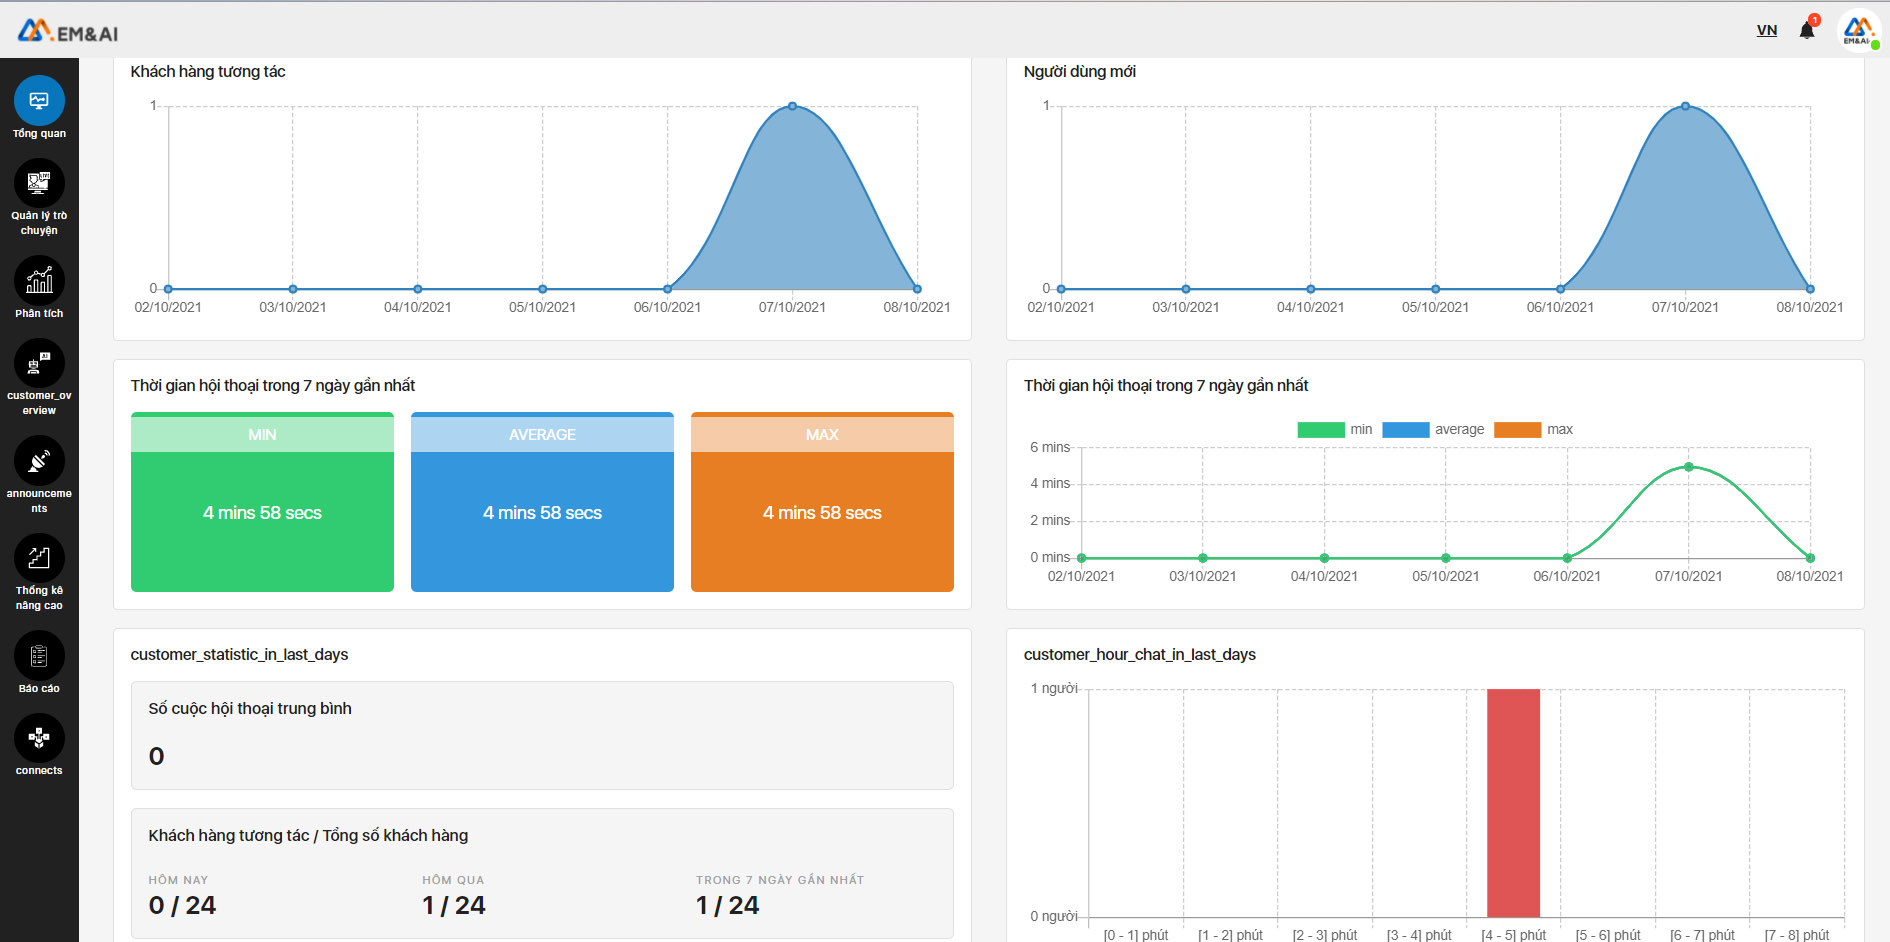 EM&AI
VN
1
EM&AI
Tổng quan
Quản lý trò
chuyện
Phân tích
customer_ov
erview
announceme
nts
Thống kê
nâng cao
Báo cáo
connects
Khách hàng tương tác
1
0
02/10/2021 03/10/2021 04/10/2021 05/10/2021 06/10/2021 07/10/2021 08/10/2021
Người dùng mới
1
0
02/10/2021 03/10/2021 04/10/2021 05/10/2021 06/10/2021 07/10/2021 08/10/2021
Thời gian hội thoại trong 7 ngày gần nhất
MIN AVERAGE MAX
4 mins 58 secs 4 mins 58 secs 4 mins 58 secs
Thời gian hội thoại trong 7 ngày gần nhất
min average max
6 mins
4 mins
2 mins
0 mins
02/10/2021 03/10/2021 04/10/2021 05/10/2021 06/10/2021 07/10/2021 08/10/2021
customer_statistic_in_last_days
Số cuộc hội thoại trung bình
0
Khách hàng tương tác / Tổng số khách hàng
HÔM NAY HÔM QUA TRONG 7 NGÀY GẦN NHẤT
0 / 24 1 / 24 1 / 24
customer_hour_chat_in_last_days
1 người
0 người
[0 - 1] phút [1 - 2] phút [2 - 3] phút [3 - 4] phút [4 - 5] phút [5 - 6] phút [6 - 7] phút [7 - 8] phút